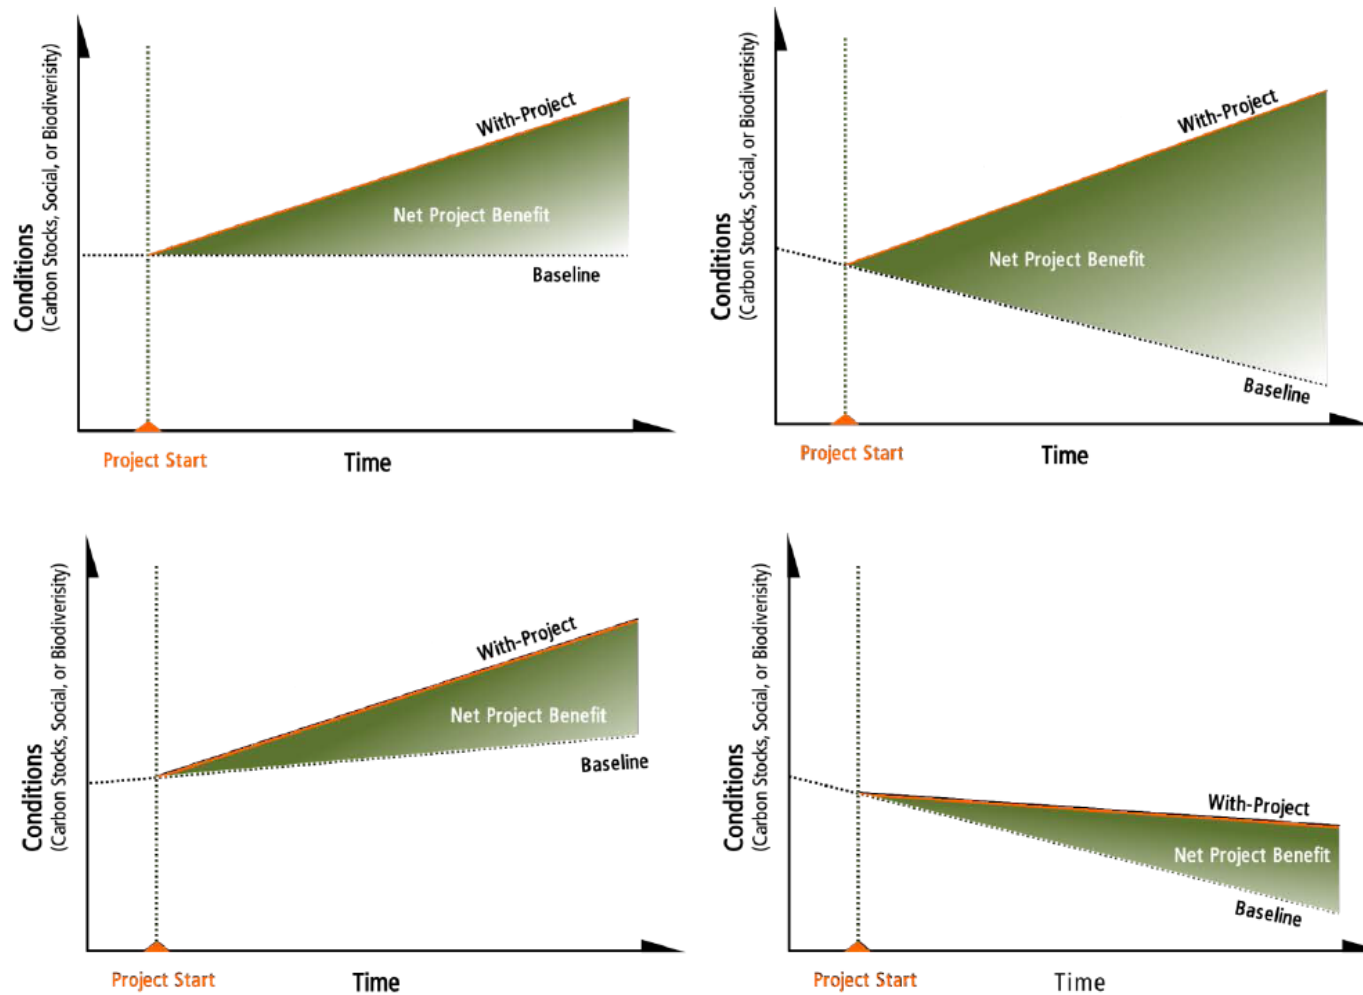 Conditions
(Carbon Stocks, Social, or Biodiverisity)
With-Project
Net Project Benefit
Baseline
Project Start
Time
Conditions
(Carbon Stocks, Social, or Biodiverisity)
With-Project
Net Project Benefit
Baseline
Project Start
Time
Conditions
(Carbon Stocks, Social, or Biodiverisity)
With-Project
Net Project Benefit
Baseline
Project Start
Time
Conditions
(Carbon Stocks, Social, or Biodiverisity)
With-Project
Net Project Benefit
Baseline
Project Start
Time